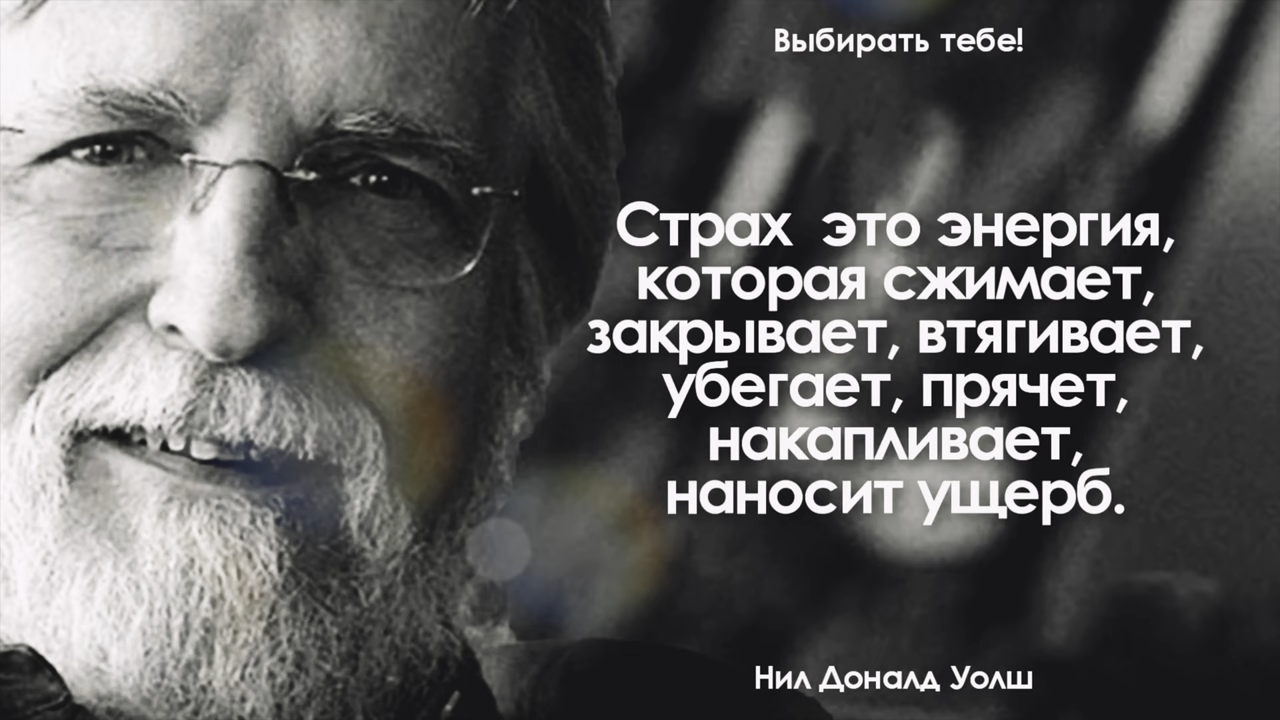 Выбирать тебе!
Страх это энергия,
которая сжимает,
закрывает, втягивает,
убегает, прячет,
накапливает,
наносит ущерб.
Нил Доналд Уолш